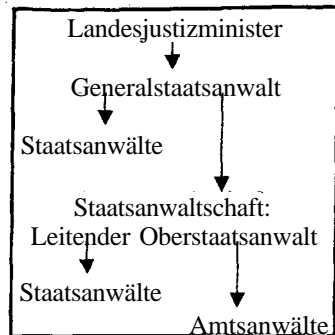 Landesjustizminister
Generalstaatsanwalt
Staatsanwälte
Staatsanwaltschaft:
Leitender Oberstaatsanwalt
Staatsanwälte
Amtsanwälte